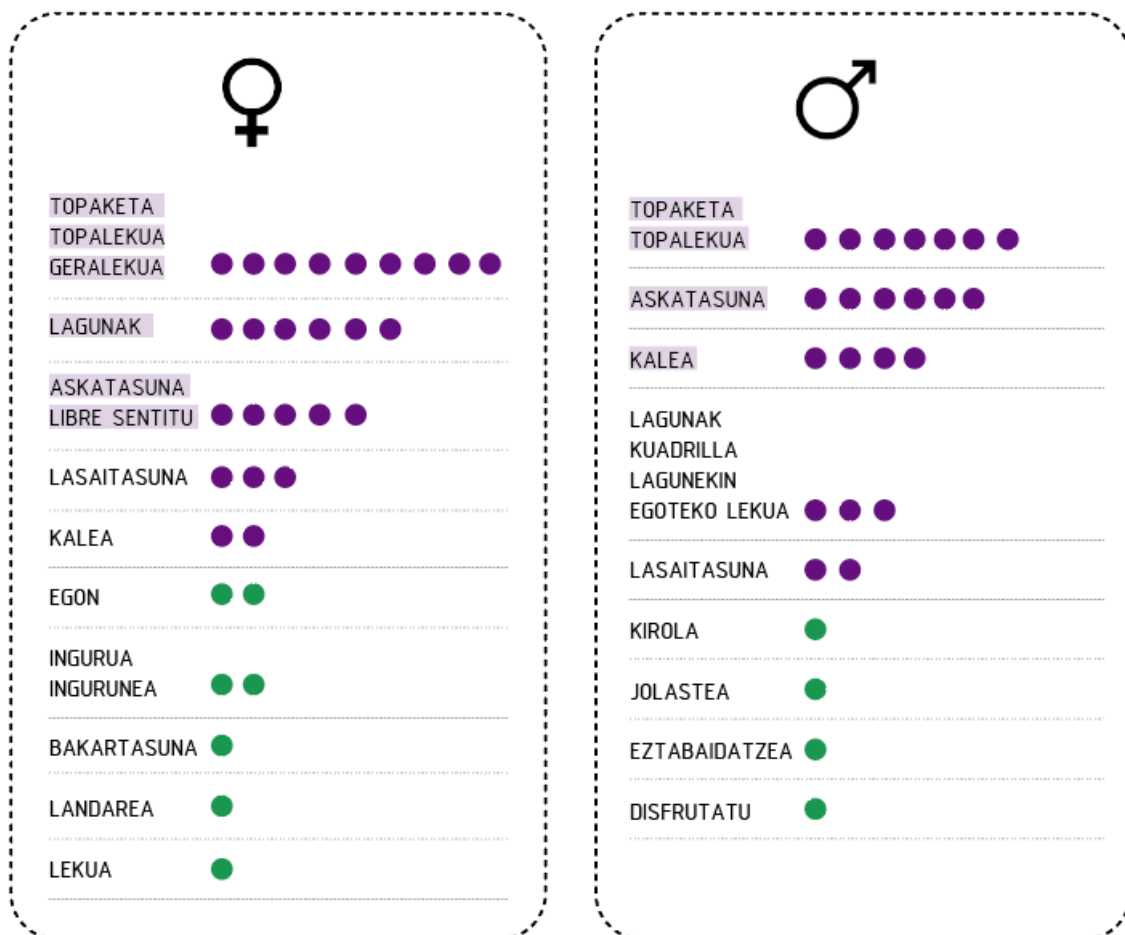 TOPAKETA
TOPALEKUA
GERALEKUA
LAGUNAK
ASKATASUNA
LIBRE SENTITU
LASAITASUNA
KALEA
EGON
INGURUA
INGURUNEA
BAKARTASUNA
LANDAREA
LEKUA
TOPAKETA
TOPALEKUA
ASKATASUNA
KALEA
LAGUNAK
KUADRILLA
LAGUNEKIN
EGOTEKO LEKUA
LASAITASUNA
KIROLA
JOLASTEA
EZTABAIDATZEA
DISFRUTATU